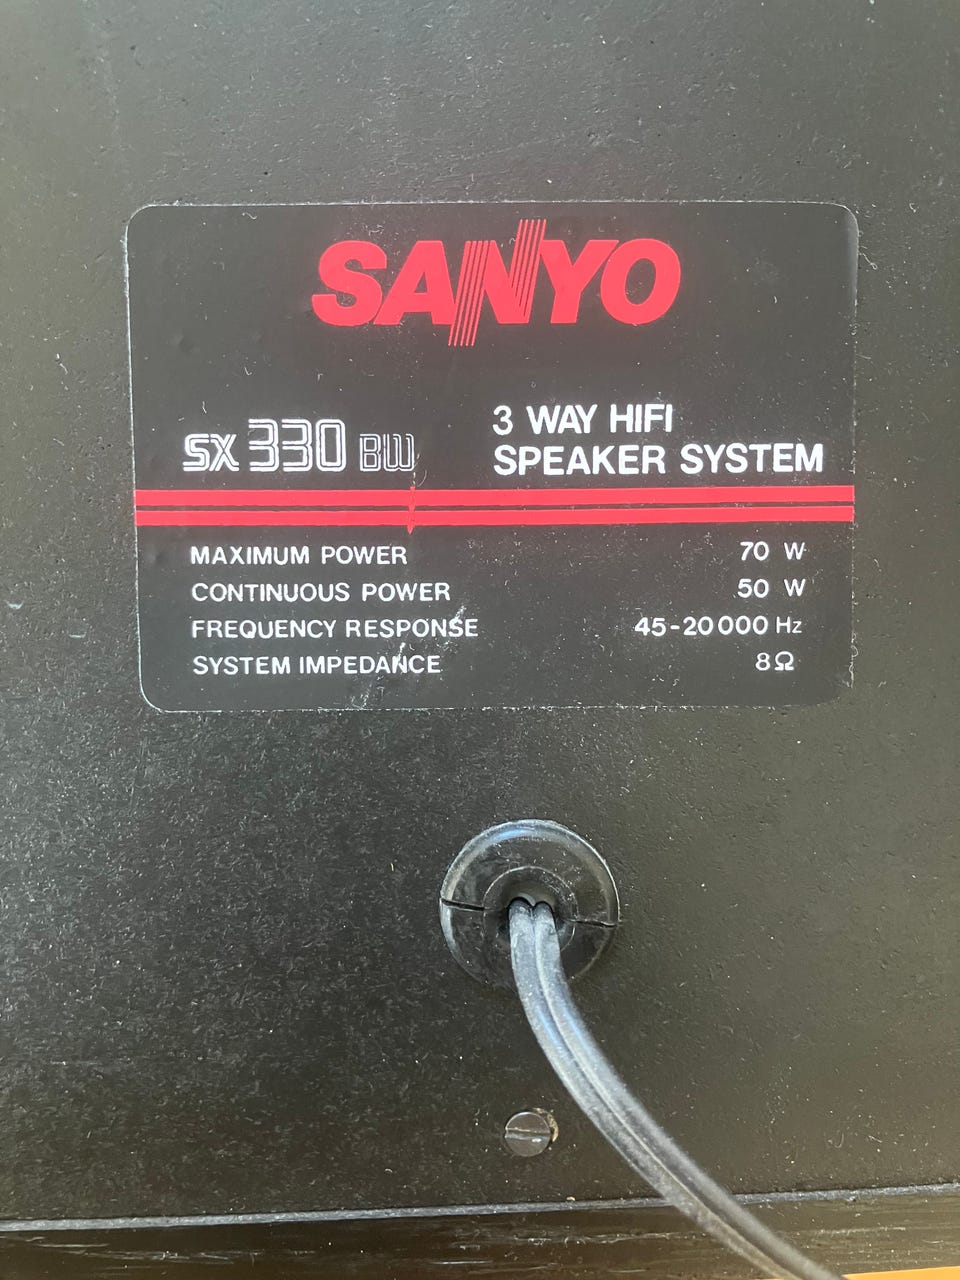 SANYO
SX 330 BW
3 WAY HIFI
SPEAKER SYSTEM
MAXIMUM POWER 70 W
CONTINUOUS POWER 50 W
FREQUENCY RESPONSE 45-20000 Hz
SYSTEM IMPEDANCE 8Ω